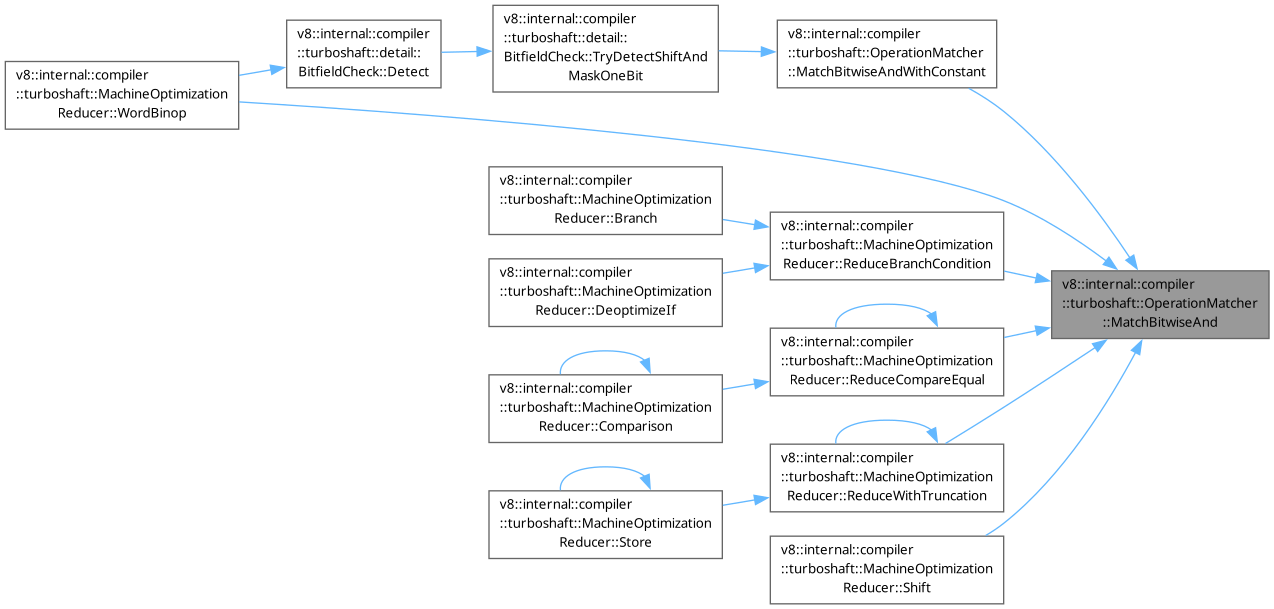 v8::internal::compiler
::turboshaft::MachineOptimization
Reducer::WordBinop
v8::internal::compiler
::turboshaft::detail::
BitfieldCheck::Detect
v8::internal::compiler
::turboshaft::detail::
BitfieldCheck::TryDetectShiftAnd
MaskOneBit
v8::internal::compiler
::turboshaft::OperationMatcher
::MatchBitwiseAndWithConstant
v8::internal::compiler
::turboshaft::MachineOptimization
Reducer::Branch
v8::internal::compiler
::turboshaft::MachineOptimization
Reducer::DeoptimizeIf
v8::internal::compiler
::turboshaft::MachineOptimization
Reducer::ReduceBranchCondition
v8::internal::compiler
::turboshaft::OperationMatcher
::MatchBitwiseAnd
v8::internal::compiler
::turboshaft::MachineOptimization
Reducer::ReduceCompareEqual
v8::internal::compiler
::turboshaft::MachineOptimization
Reducer::Comparison
v8::internal::compiler
::turboshaft::MachineOptimization
Reducer::ReduceWithTruncation
v8::internal::compiler
::turboshaft::MachineOptimization
Reducer::Store
v8::internal::compiler
::turboshaft::MachineOptimization
Reducer::Shift